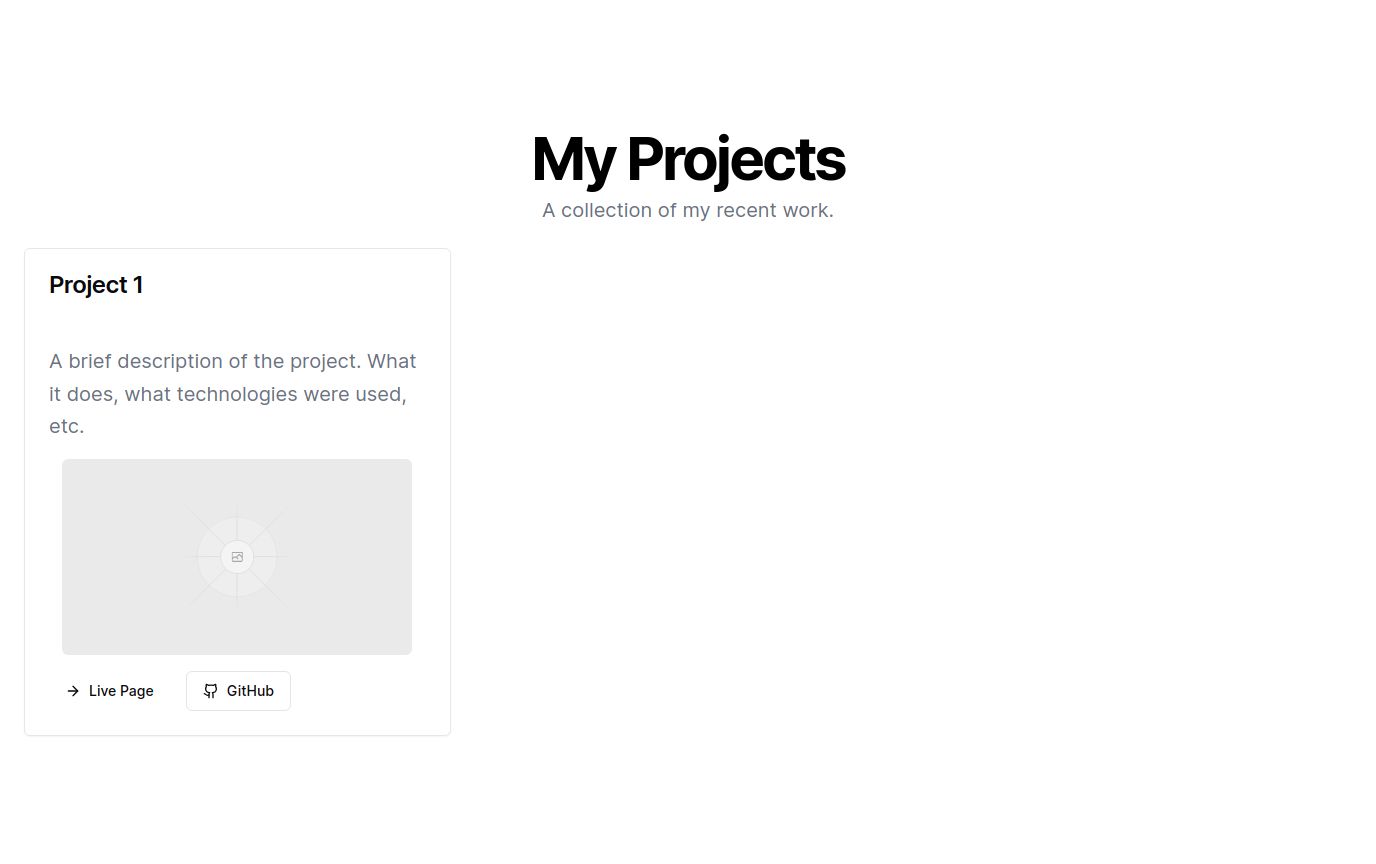 My Projects
A collection of my recent work.
Project 1
A brief description of the project. What
it does, what technologies were used,
etc.
Live Page
GitHub